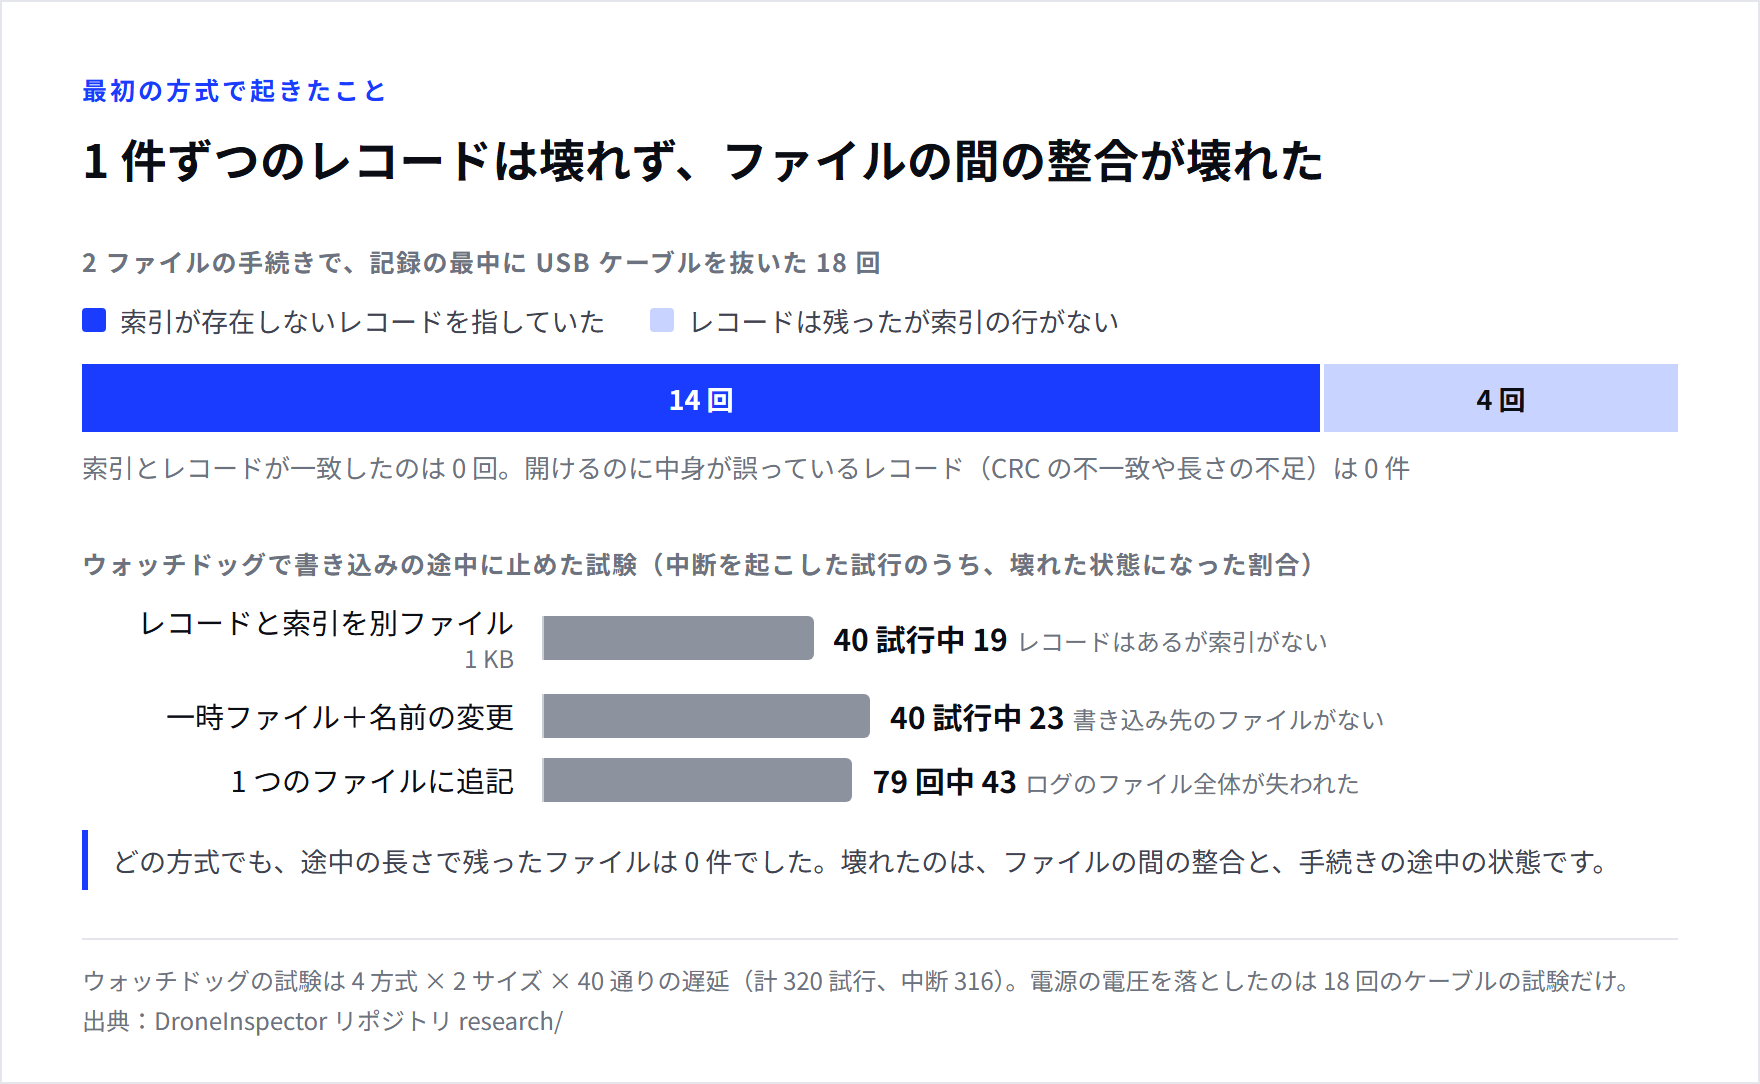 最初の方式で起きたこと
1 件ずつのレコードは壊れず、ファイルの間の整合が壊れた
2 ファイルの手続きで、記録の最中に USB ケーブルを抜いた 18 回
索引が存在しないレコードを指していた
レコードは残ったが索引の行がない
14 回
4 回
索引とレコードが一致したのは 0 回。開けるのに中身が誤っているレコード（CRC の不一致や長さの不足）は 0 件
ウォッチドッグで書き込みの途中に止めた試験（中断を起こした試行のうち、壊れた状態になった割合）
レコードと索引を別ファイル
1 KB
40 試行中 19 レコードはあるが索引がない
一時ファイル＋名前の変更
40 試行中 23 書き込み先のファイルがない
1 つのファイルに追記
79 回中 43 ログのファイル全体が失われた
どの方式でも、途中の長さで残ったファイルは 0 件でした。壊れたのは、ファイルの間の整合と、手続きの途中の状態です。
ウォッチドッグの試験は 4 方式 × 2 サイズ × 40 通りの遅延（計 320 試行、中断 316）。電源の電圧を落としたのは 18 回のケーブルの試験だけ。
出典：DroneInspector リポジトリ research/